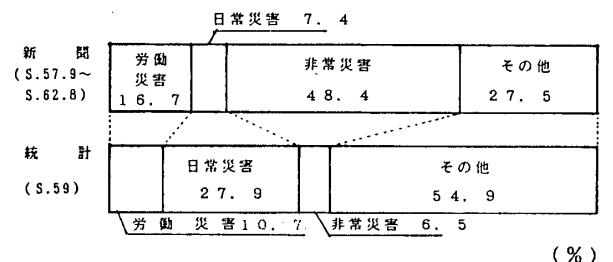 日常災害 7.4
新聞
(S.57.9～
S.62.8)
労働
災害
16.7
非常災害
48.4
その他
27.5
統計
(S.59)
日常災害
27.9
その他
54.9
労働災害10.7
非常災害 6.5
(%)